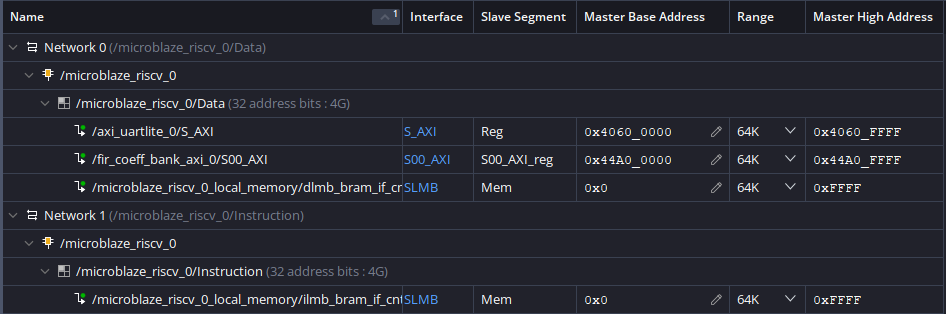 Name 1 Interface Slave Segment Master Base Address Range Master High Address
Network 0 (/microblaze_riscv_0/Data)
/microblaze_riscv_0
/microblaze_riscv_0/Data (32 address bits : 4G)
/axi_uartlite_0/S_AXI S_AXI Reg 0x4060_0000 64K 0x4060_FFFF
/fir_coeff_bank_axi_0/S00_AXI S00_AXI S00_AXI_reg 0x44A0_0000 64K 0x44A0_FFFF
/microblaze_riscv_0_local_memory/dlmb_bram_if_cn SLMB Mem 0x0 64K 0xFFFF
Network 1 (/microblaze_riscv_0/Instruction)
/microblaze_riscv_0
/microblaze_riscv_0/Instruction (32 address bits : 4G)
/microblaze_riscv_0_local_memory/ilmb_bram_if_cnt SLMB Mem 0x0 64K 0xFFFF